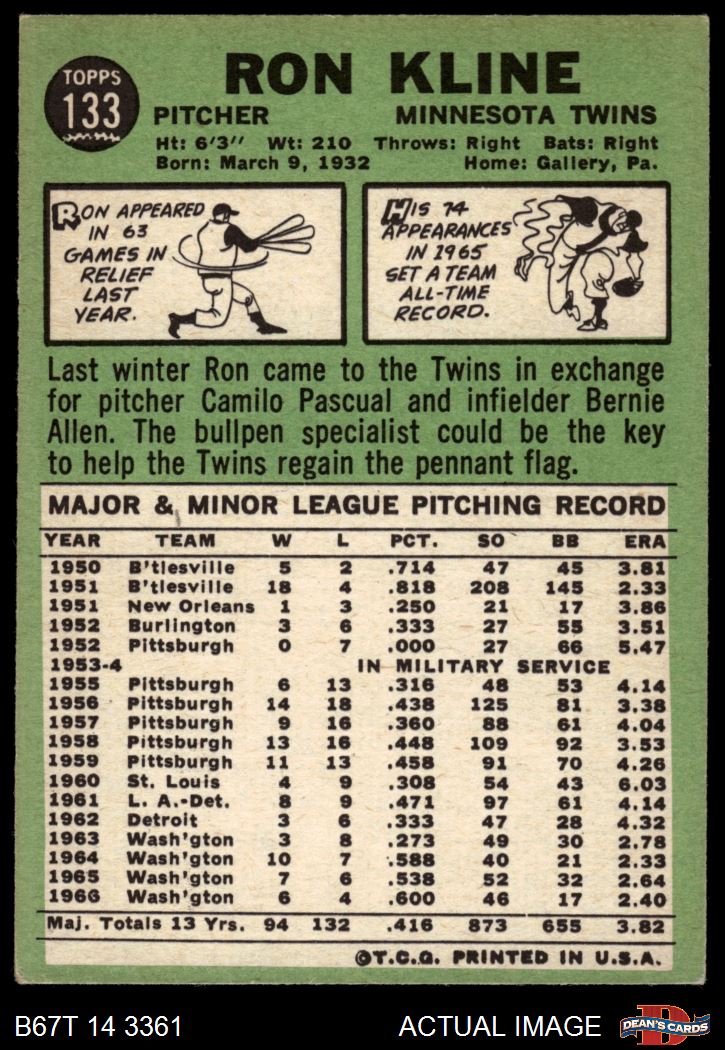 TOPPS
133
RON KLINE
PITCHER MINNESOTA TWINS
Ht: 6'3" Wt: 210 Throws: Right Bats: Right
Born: March 9, 1932 Home: Gallery, Pa.
RON APPEARED
IN 63
GAMES IN
RELIEF
LAST
YEAR.
HIS 74
APPEARANCES
IN 1965
SET A TEAM
ALL-TIME
RECORD.
Last winter Ron came to the Twins in exchange
for pitcher Camilo Pascual and infielder Bernie
Allen. The bullpen specialist could be the key
to help the Twins regain the pennant flag.
MAJOR & MINOR LEAGUE PITCHING RECORD
YEAR TEAM W L PCT. SO BB ERA
1950 B'tlesville 5 2 .714 47 45 3.81
1951 B'tlesville 18 4 .818 208 145 2.33
1951 New Orleans 1 3 .250 21 17 3.86
1952 Burlington 3 6 .333 27 55 3.51
1952 Pittsburgh 0 7 .000 27 66 5.47
1953-4 IN MILITARY SERVICE
1955 Pittsburgh 6 13 .316 48 53 4.14
1956 Pittsburgh 14 18 .438 125 81 3.38
1957 Pittsburgh 9 16 .360 88 61 4.04
1958 Pittsburgh 13 16 .448 109 92 3.53
1959 Pittsburgh 11 13 .458 91 70 4.26
1960 St. Louis 4 9 .308 54 43 6.03
1961 L. A.-Det. 8 9 .471 97 61 4.14
1962 Detroit 3 6 .333 47 28 4.32
1963 Wash'gton 3 8 .273 49 30 2.78
1964 Wash'gton 10 7 .588 40 21 2.33
1965 Wash'gton 7 6 .538 52 32 2.64
1966 Wash'gton 6 4 .600 46 17 2.40
Maj. Totals 13 Yrs. 94 132 .416 873 655 3.82
©T.C.G. PRINTED IN U.S.A.
B67T 14 3361 ACTUAL IMAGE
D
DEAN'S CARDS